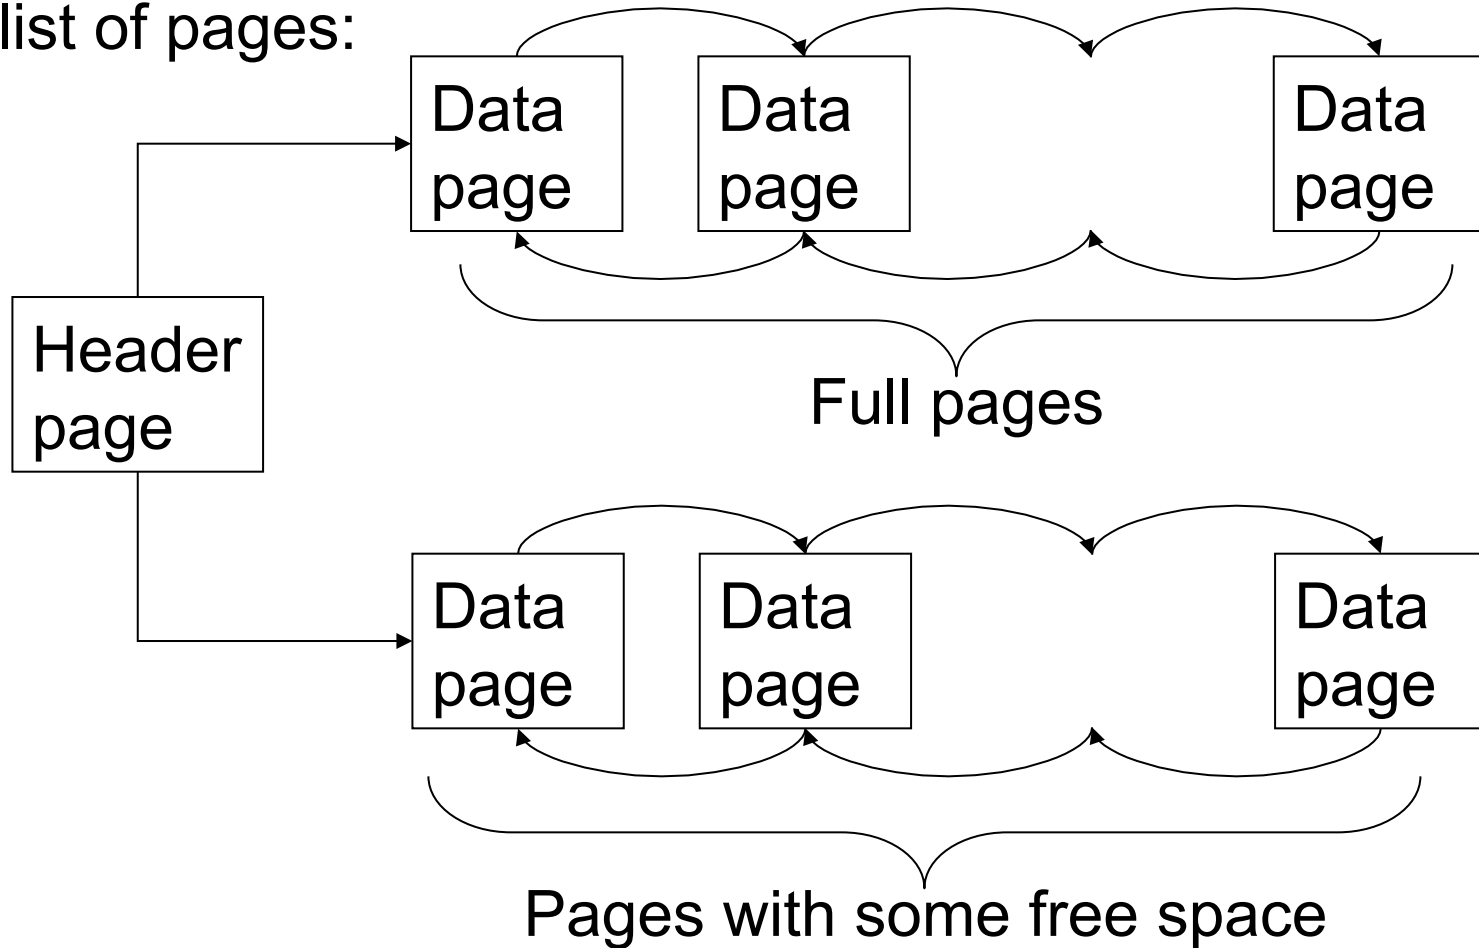 list of pages:
Data
page
Data
page
Data
page
Header
page
Full pages
Data
page
Data
page
Data
page
Pages with some free space